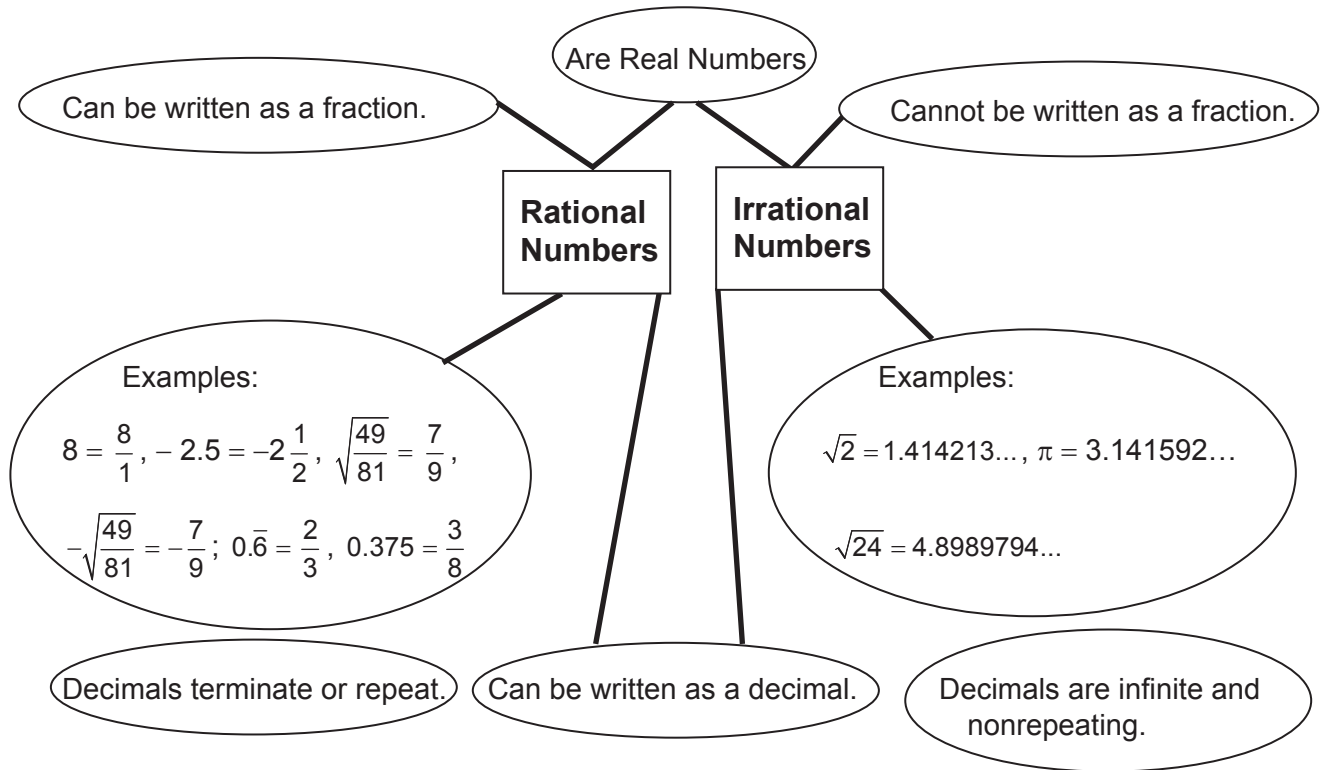 Are Real Numbers
Can be written as a fraction.
Cannot be written as a fraction.
Rational
Numbers
Irrational
Numbers
Examples:
8 = 8/1, − 2.5 = −2 1/2, √(49/81) = 7/9,
−√(49/81) = −7/9; 0.6̅ = 2/3, 0.375 = 3/8
Examples:
√2 = 1.414213..., π = 3.141592...
√24 = 4.8989794...
Decimals terminate or repeat.
Can be written as a decimal.
Decimals are infinite and
nonrepeating.